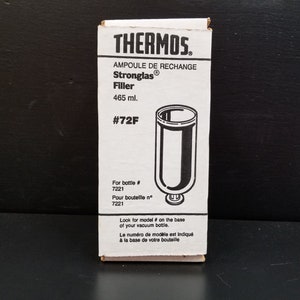 THERMOS®
AMPOULE DE RECHANGE
Stronglas®
Filler
465 ml.
#72F
For bottle #
7221
Pour bouteille n°
7221
Look for model # on the base
of your vacuum bottle.
Le numéro de modèle est indiqué
à la base de votre bouteille